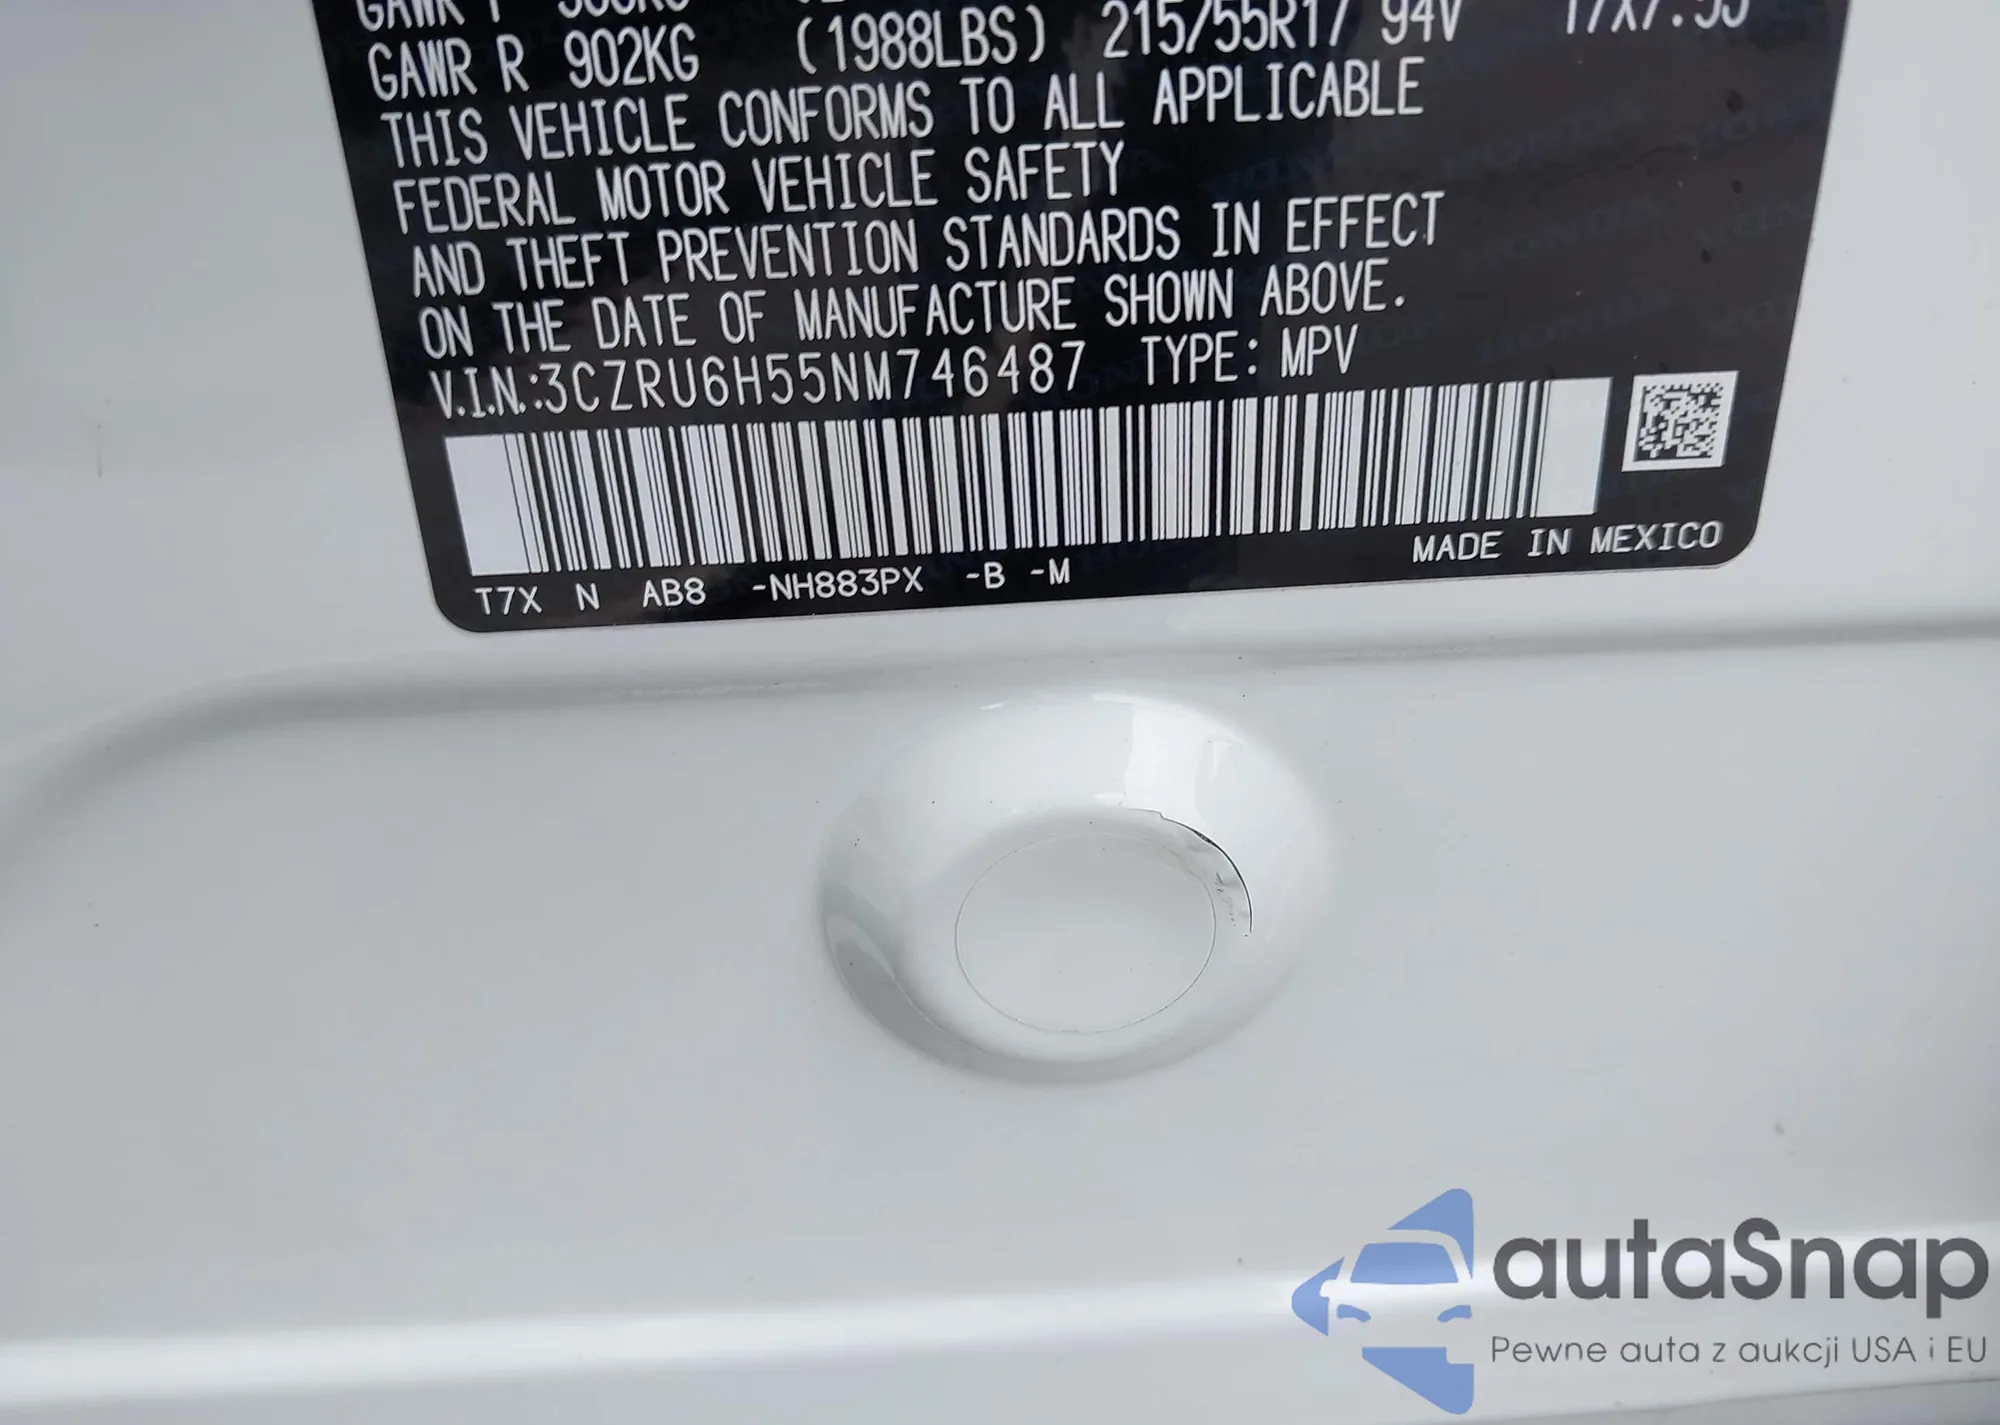 GAWR R 902KG (1988LBS) 215/55R17 94V 17X7.5J
THIS VEHICLE CONFORMS TO ALL APPLICABLE
FEDERAL MOTOR VEHICLE SAFETY
AND THEFT PREVENTION STANDARDS IN EFFECT
ON THE DATE OF MANUFACTURE SHOWN ABOVE.
V.I.N.:3CZRU6H55NM746487 TYPE: MPV
MADE IN MEXICO
T7X N AB8 -NH883PX -B -M
autaSnap
Pewne auta z aukcji USA i EU